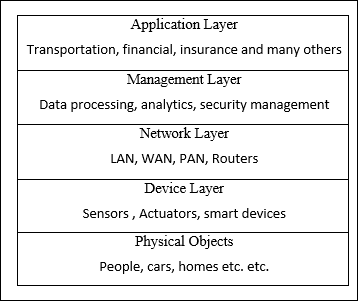 Application Layer
Transportation, financial, insurance and many others
Management Layer
Data processing, analytics, security management
Network Layer
LAN, WAN, PAN, Routers
Device Layer
Sensors , Actuators, smart devices
Physical Objects
People, cars, homes etc. etc.